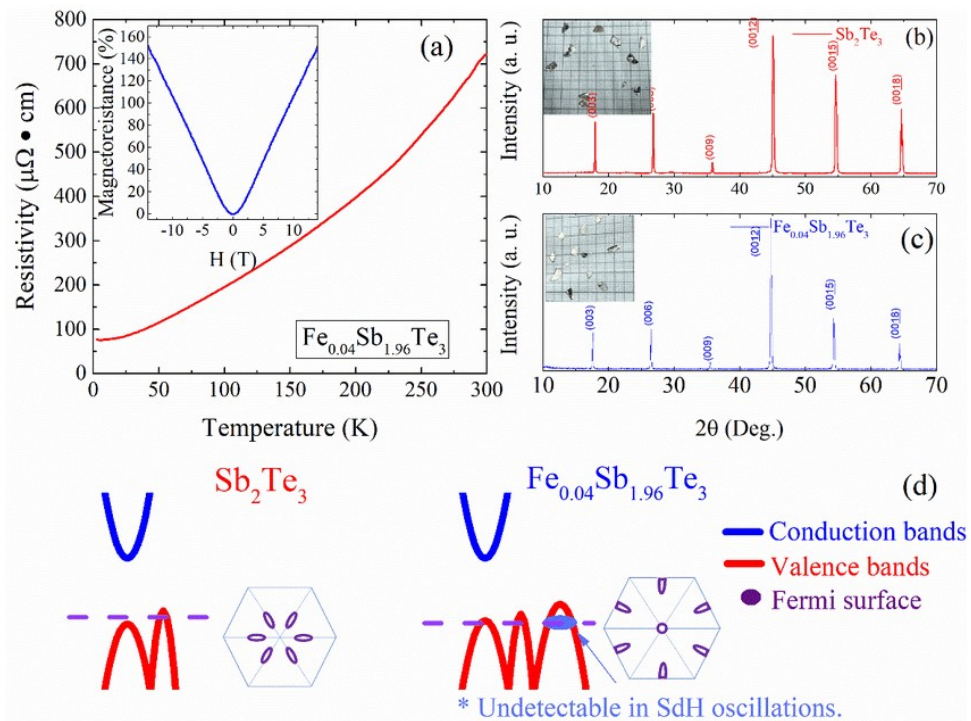 (a)
Magnetorcistance (%)
160
140
120
100
80
60
40
20
0
-10 -5 0 5 10
H (T)
Resistivity (μΩ • cm)
800
700
600
500
400
300
200
100
0
0 50 100 150 200 250 300
Temperature (K)
Fe0.04Sb1.96Te3
(b)
Sb2Te3
Intensity (a. u.)
(003)
(009)
(0012)
(0015)
(0018)
10 20 30 40 50 60 70
(c)
Fe0.04Sb1.96Te3
Intensity (a. u.)
(003)
(006)
(009)
(0012)
(0015)
(0018)
10 20 30 40 50 60 70
2θ (Deg.)
Sb2Te3
Fe0.04Sb1.96Te3
(d)
Conduction bands
Valence bands
Fermi surface
* Undetectable in SdH oscillations.